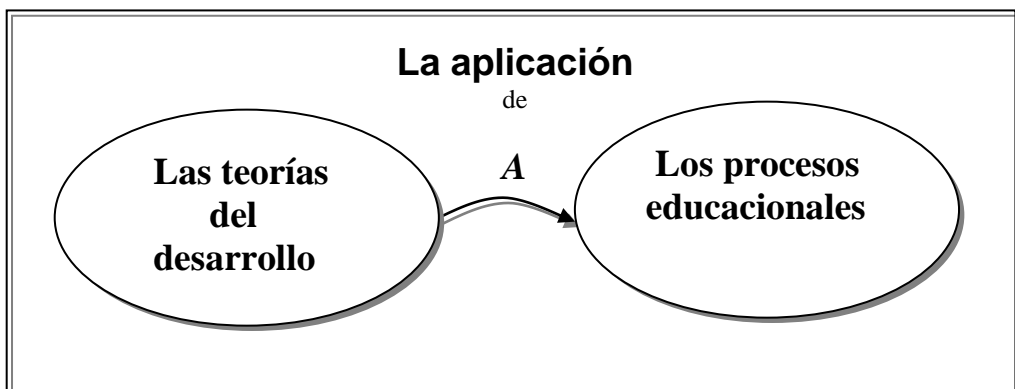 La aplicación
de
Las teorías
del
desarrollo
A
Los procesos
educacionales